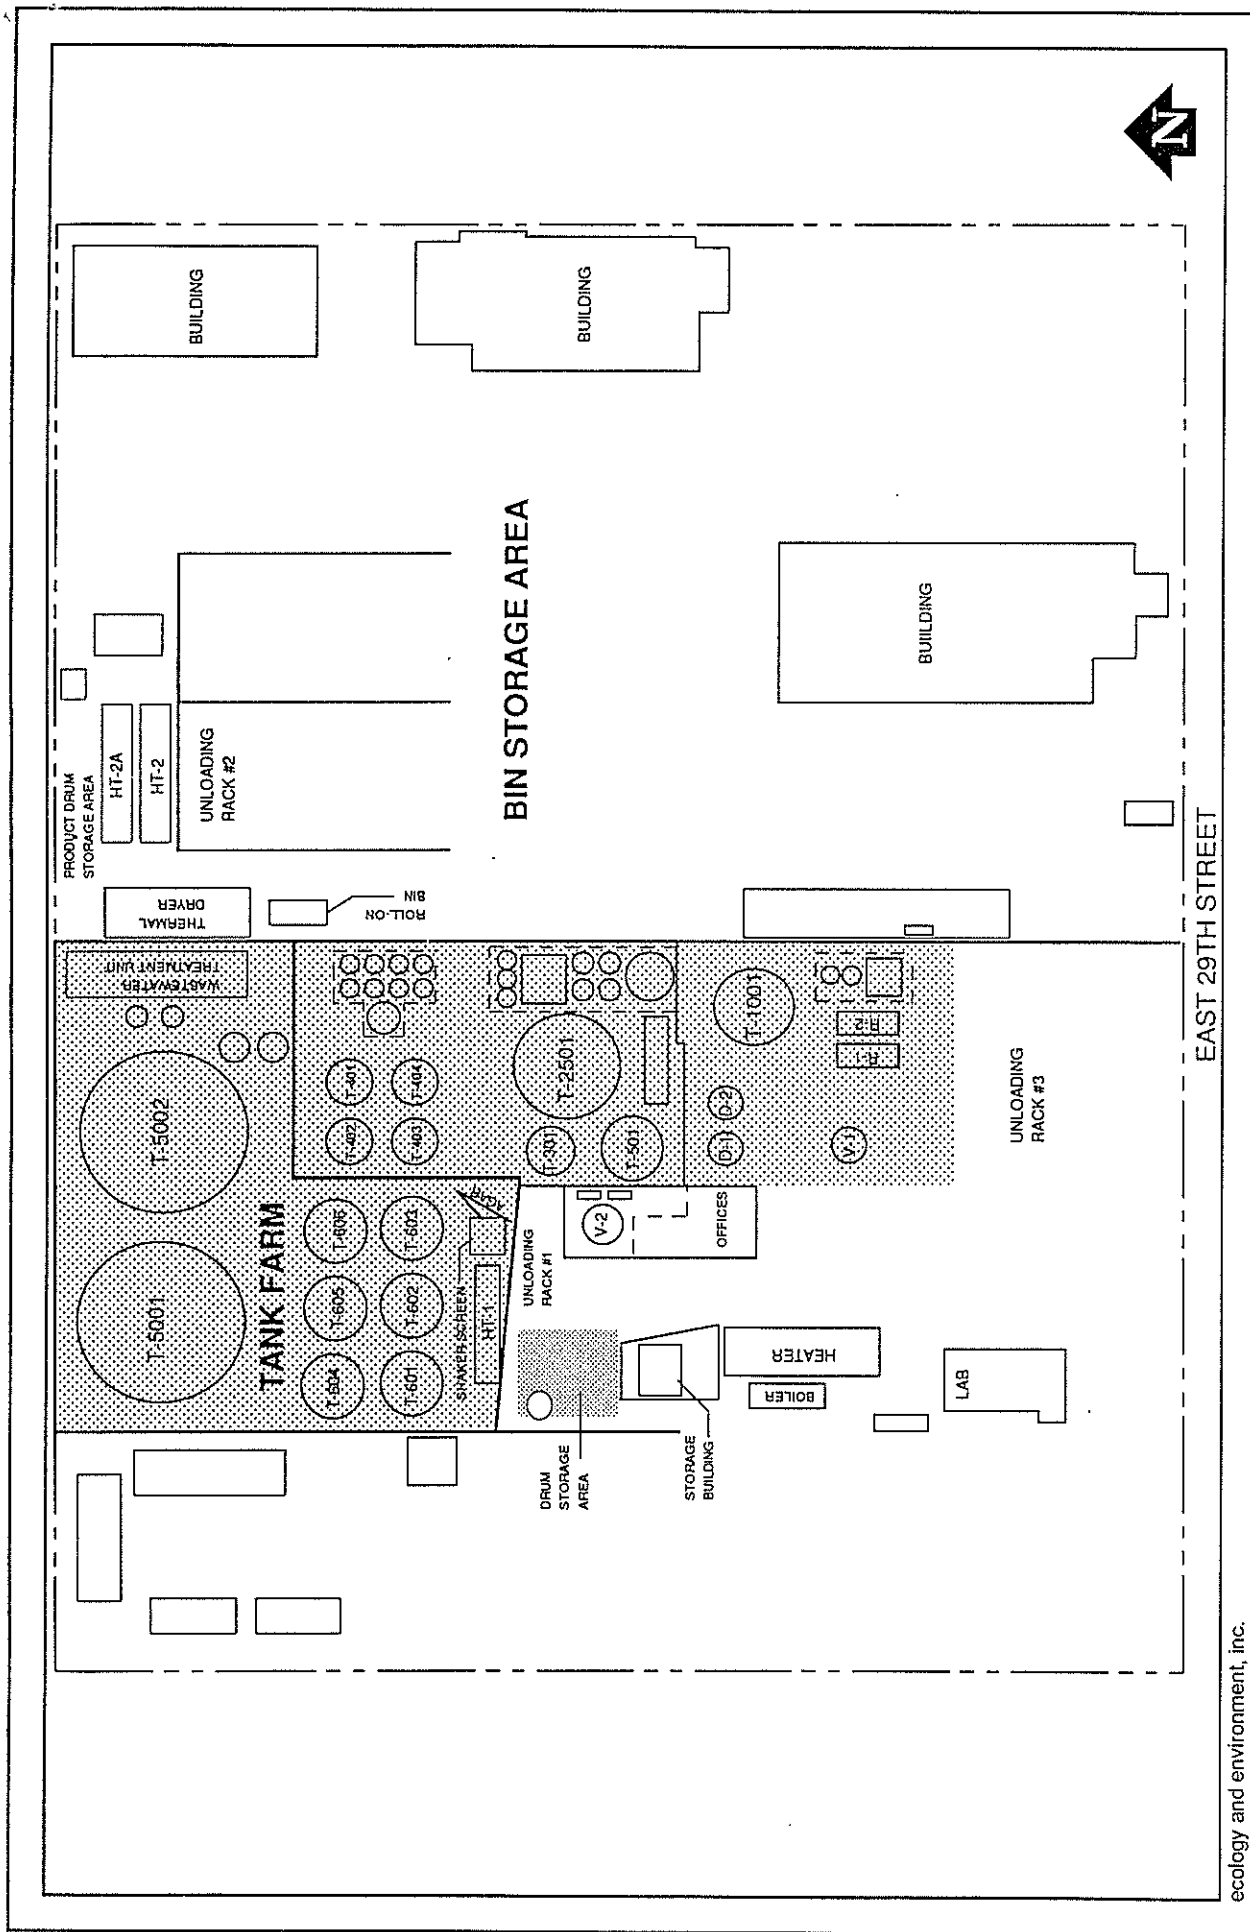 T-5001
T-5002
WASTEWATER
TREATMENT UNIT
THERMAL
DRYER
PRODUCT DRUM
STORAGE AREA
HT-2A
HT-2
BUILDING
ROLL-ON
BIN
UNLOADING
RACK #2
TANK FARM
T-604
T-605
T-606
T-402
T-401
T-601
T-602
T-603
T-403
T-404
SHAKER SCREEN
HT-1
UNLOADING
RACK #1
T-301
T-2501
T-501
BIN STORAGE AREA
BUILDING
DRUM
STORAGE
AREA
STORAGE
BUILDING
V-2
OFFICES
D-1
D-2
T-1001
HEATER
BOILER
V-1
R-1
R-2
BUILDING
LAB
UNLOADING
RACK #3
N
EAST 29TH STREET
ecology and environment, inc.